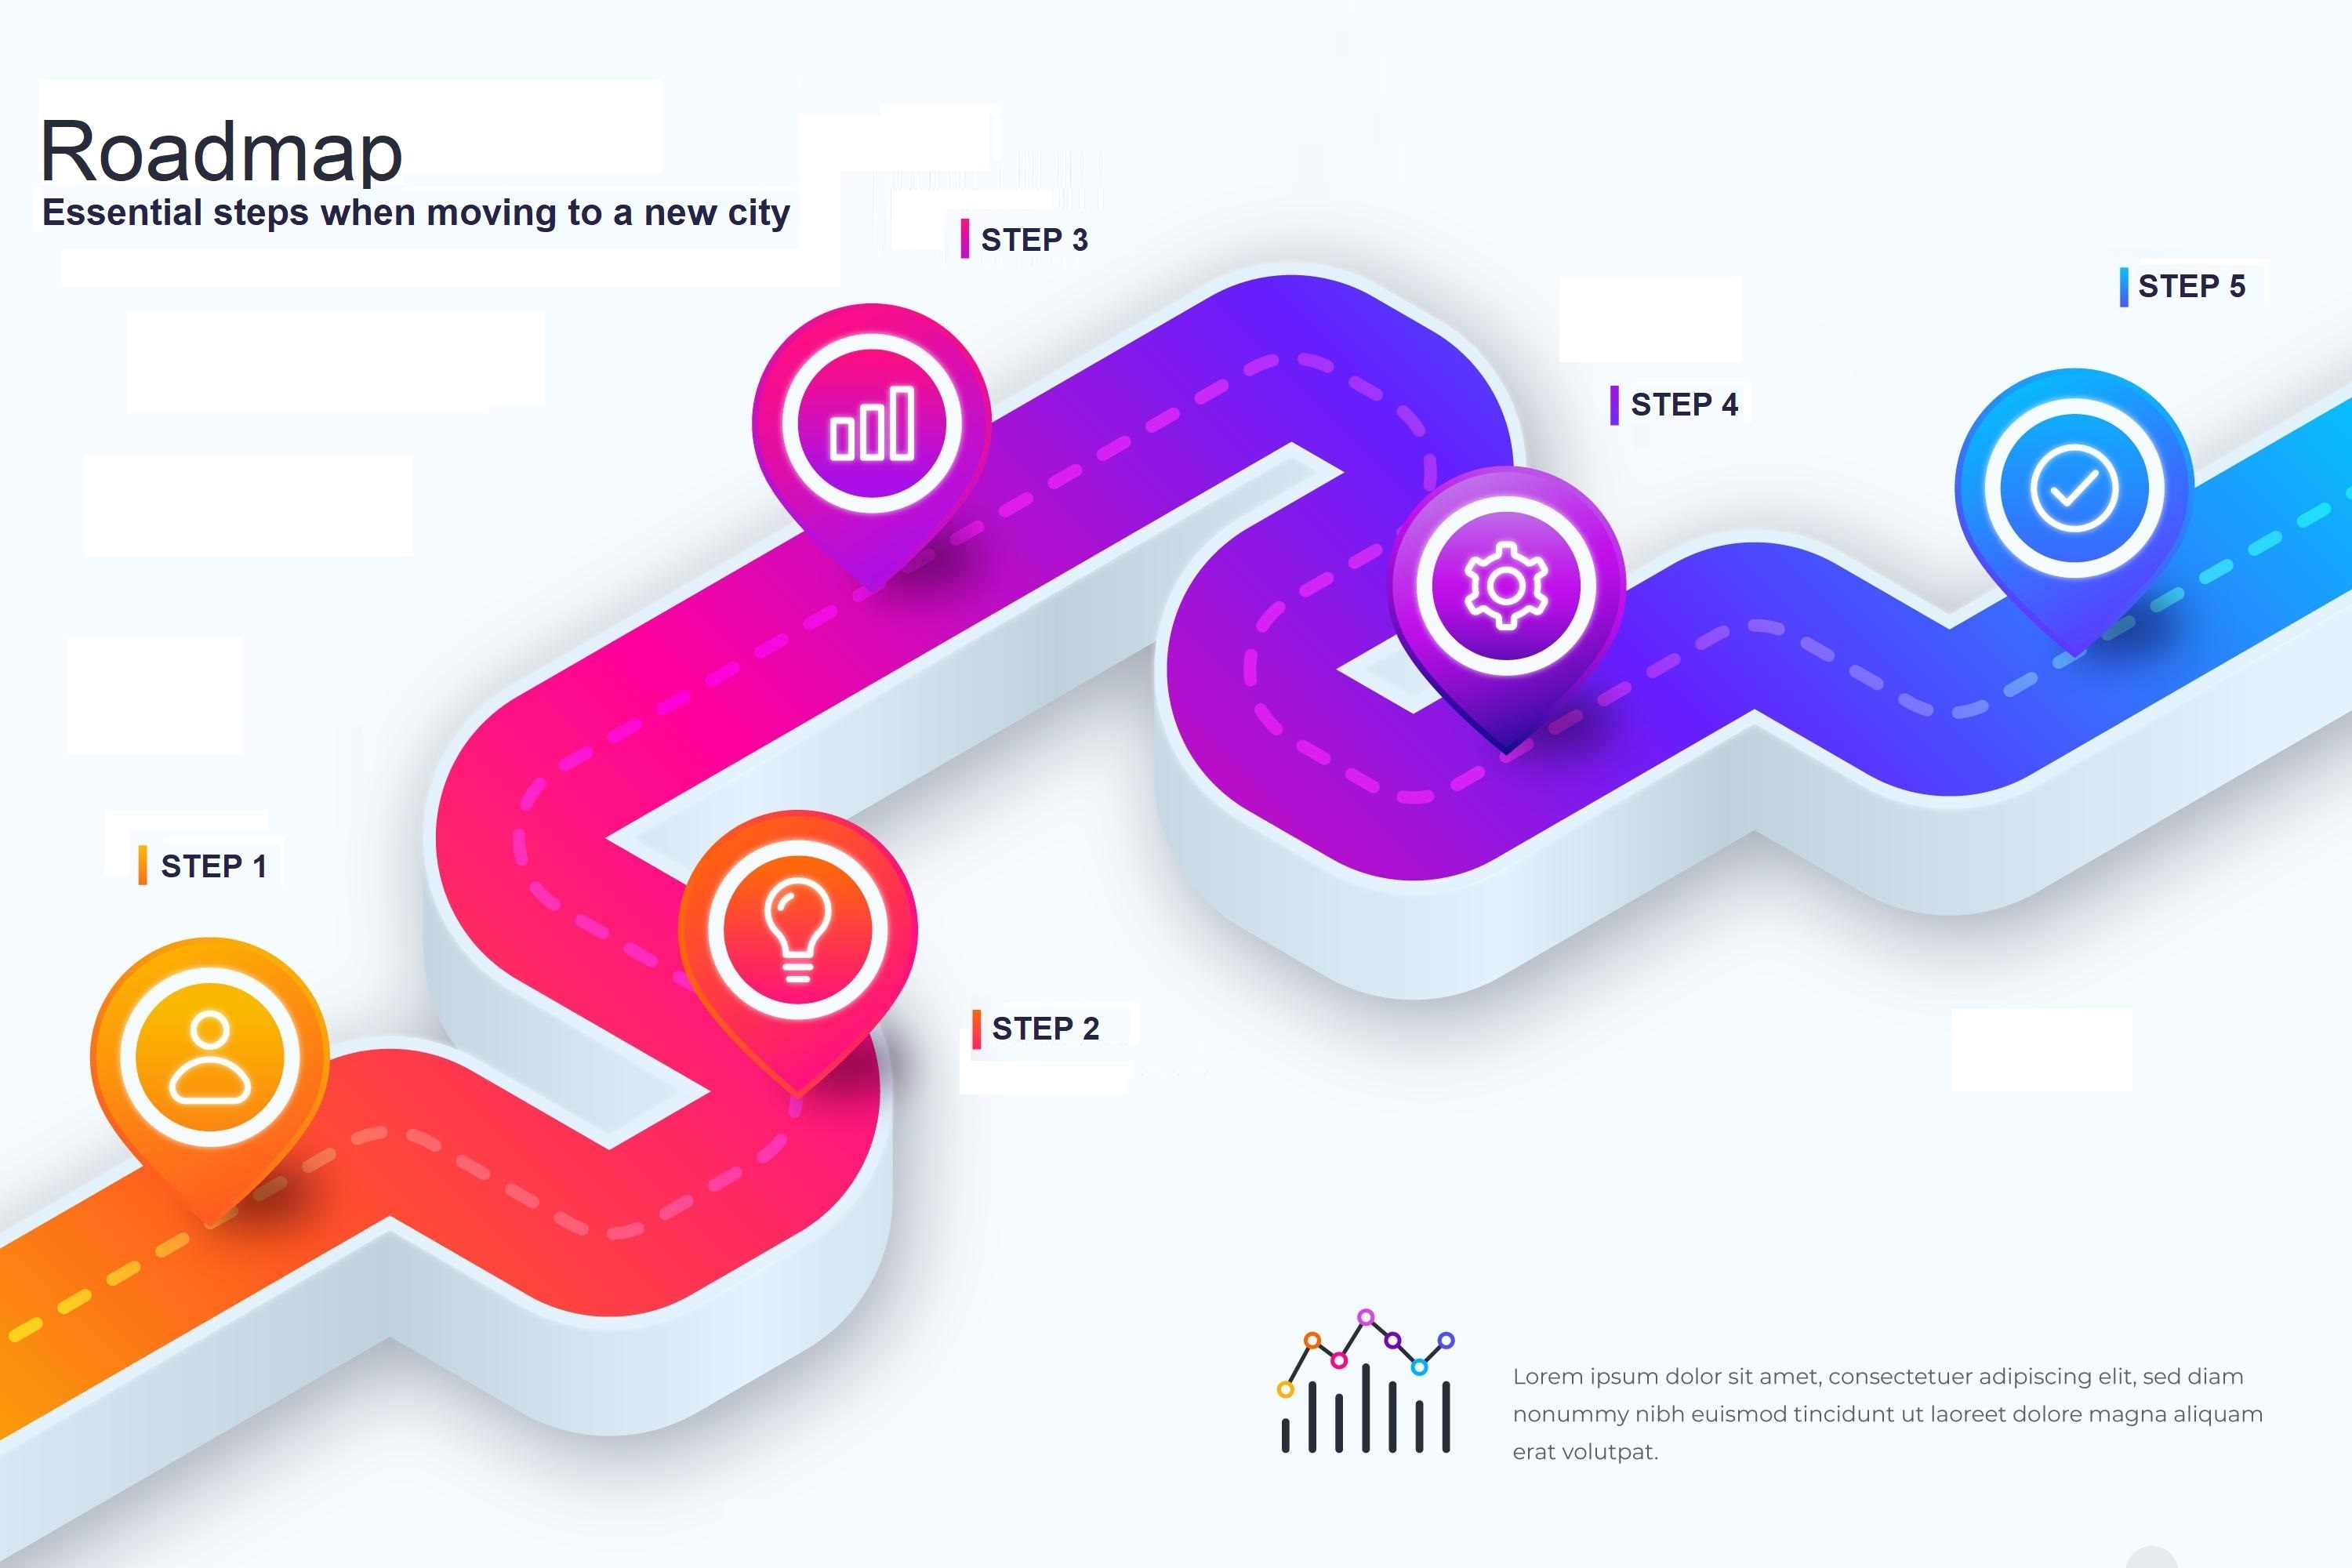 Roadmap
Essential steps when moving to a new city
STEP 3
STEP 5
STEP 4
STEP 1
STEP 2
Lorem ipsum dolor sit amet, consectetuer adipiscing elit, sed diam
nonummy nibh euismod tincidunt ut laoreet dolore magna aliquam
erat volutpat.